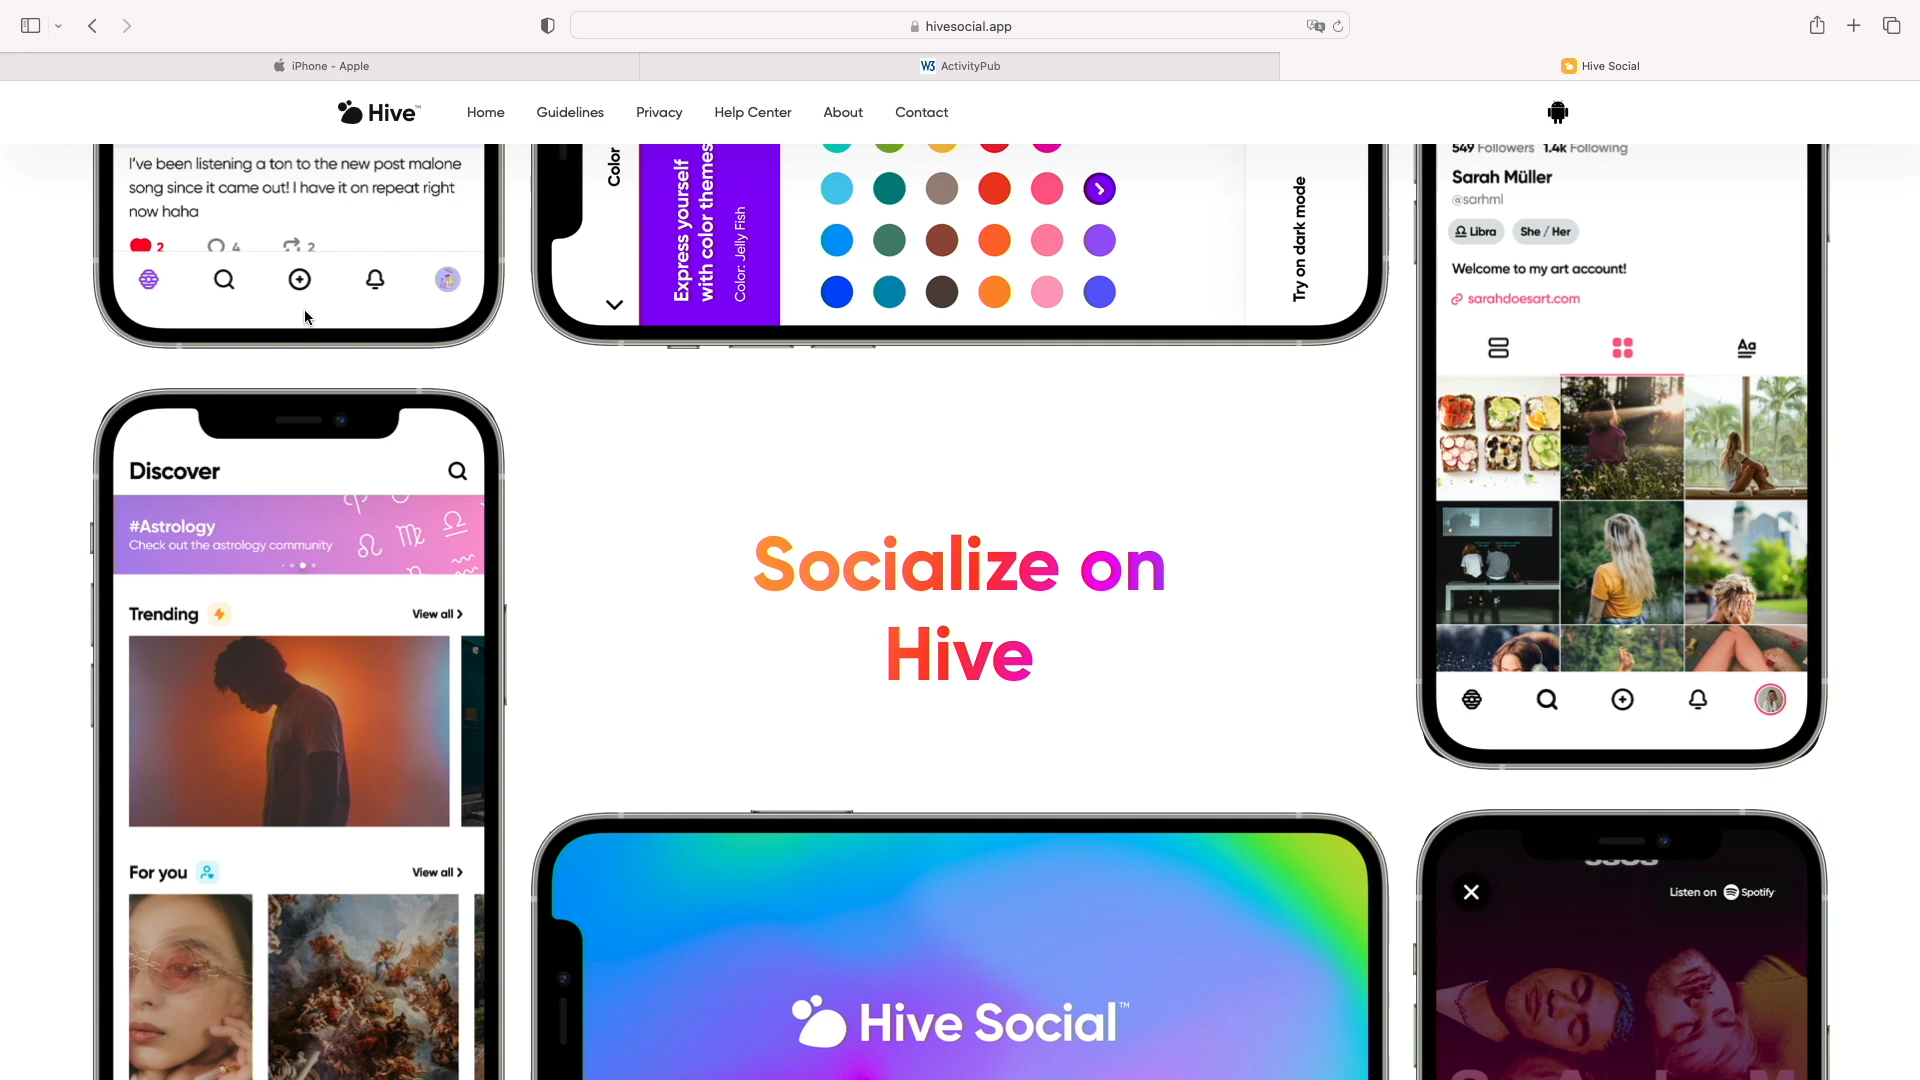 hivesocial.app
iPhone - Apple
W3 ActivityPub
Hive Social
Hive™
Home
Guidelines
Privacy
Help Center
About
Contact
I've been listening a ton to the new post malone
song since it came out! I have it on repeat right
now haha
2
4
2
Color
Express yourself
with color themes
Color: Jelly Fish
Try on dark mode
549 Followers 1.4k Following
Sarah Müller
@sarhml
Libra
She / Her
Welcome to my art account!
sarahdoesart.com
Aa
Discover
#Astrology
Check out the astrology community
Trending
View all
For you
View all
Socialize on
Hive
Hive Social™
Listen on Spotify